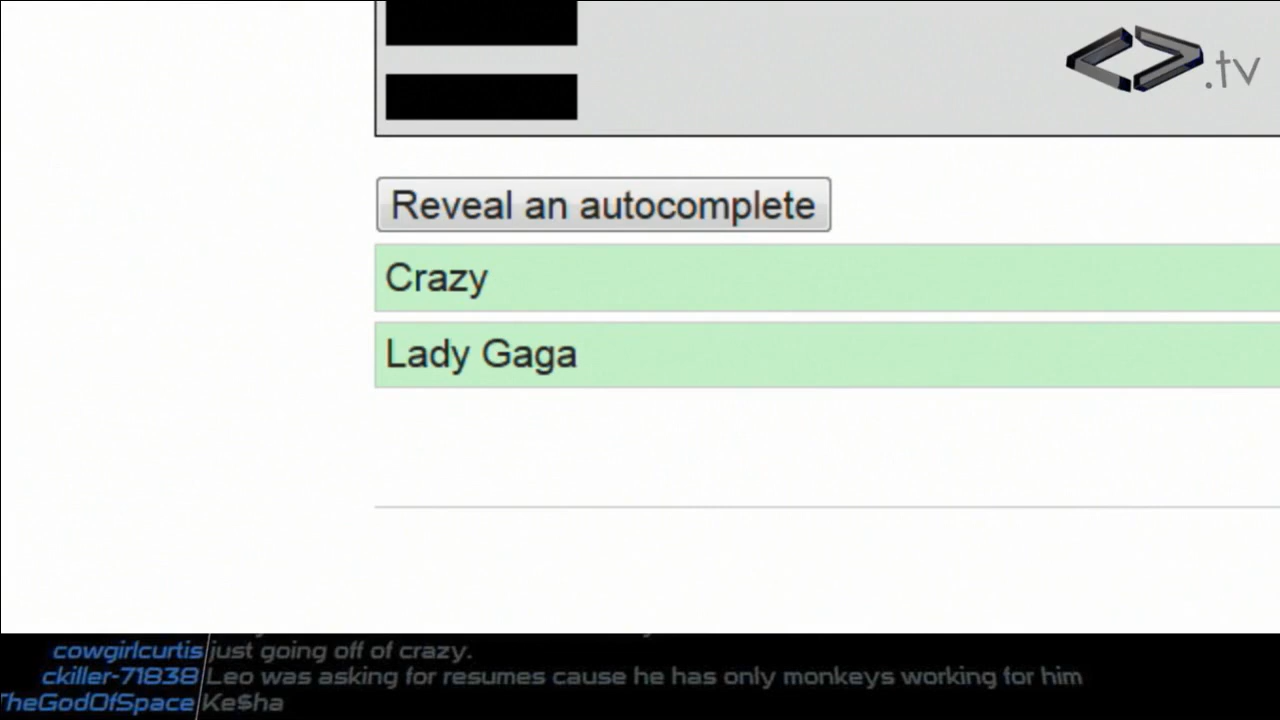 <>.tv
Reveal an autocomplete
Crazy
Lady Gaga
cowgirlcurtis just going off of crazy.
ckiller-71838 Leo was asking for resumes cause he has only monkeys working for him
TheGodOfSpace Ke$ha